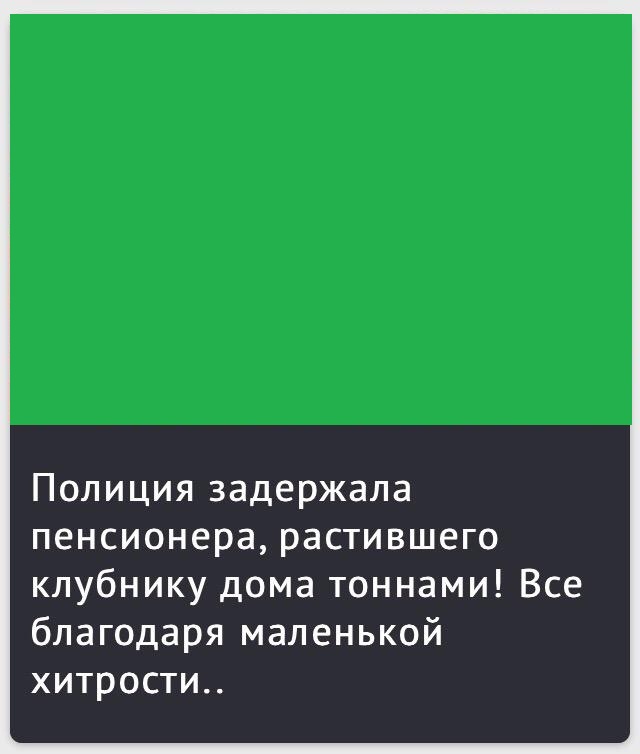 Полиция задержала
пенсионера, растившего
клубнику дома тоннами! Все
благодаря маленькой
хитрости..